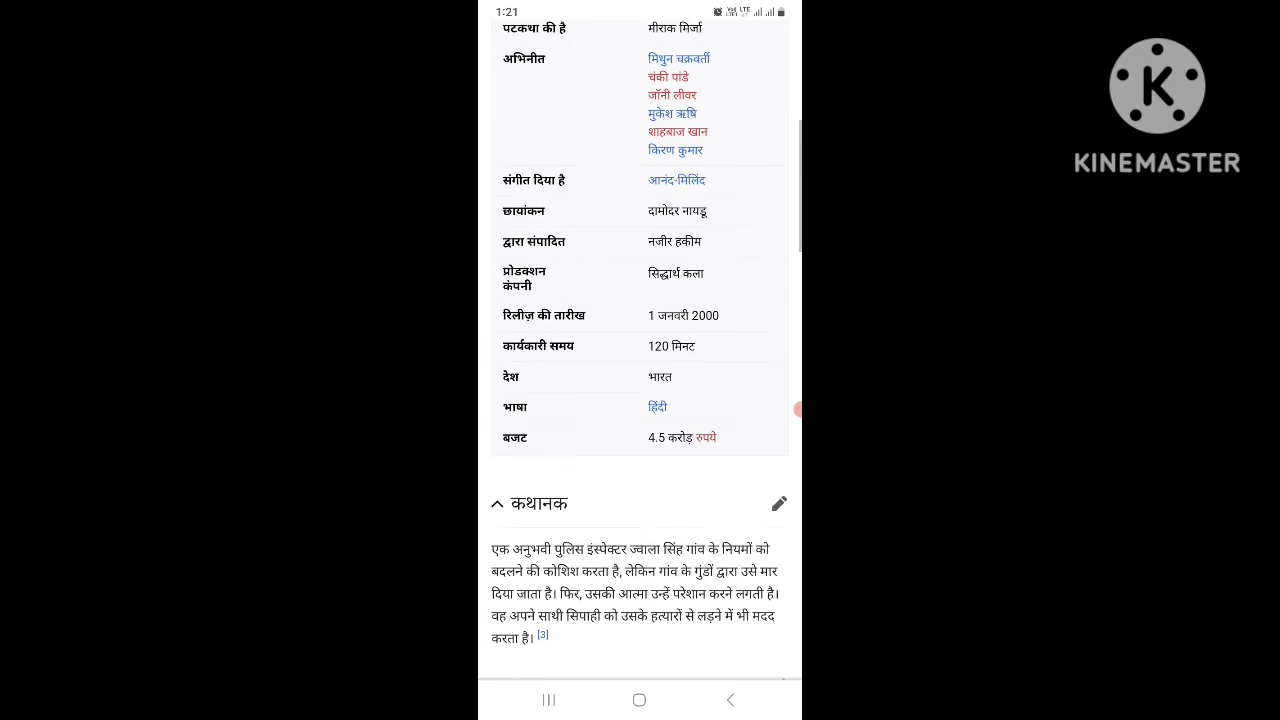 1:21
पटकथा की है मीराक मिर्जा
अभिनीत मिथुन चक्रवर्ती
चंकी पांडे
जॉनी लीवर
मुकेश ऋषि
शाहबाज खान
किरण कुमार
संगीत दिया है आनंद-मिलिंद
छायांकन दामोदर नायडू
द्वारा संपादित नजीर हकीम
प्रोडक्शन
कंपनी सिद्धार्थ कला
रिलीज़ की तारीख 1 जनवरी 2000
कार्यकारी समय 120 मिनट
देश भारत
भाषा हिंदी
बजट 4.5 करोड़ रुपये
कथानक
एक अनुभवी पुलिस इंस्पेक्टर ज्वाला सिंह गांव के नियमों को
बदलने की कोशिश करता है, लेकिन गांव के गुंडों द्वारा उसे मार
दिया जाता है। फिर, उसकी आत्मा उन्हें परेशान करने लगती है।
वह अपने साथी सिपाही को उसके हत्यारों से लड़ने में भी मदद
करता है। [3]
K
KINEMASTER